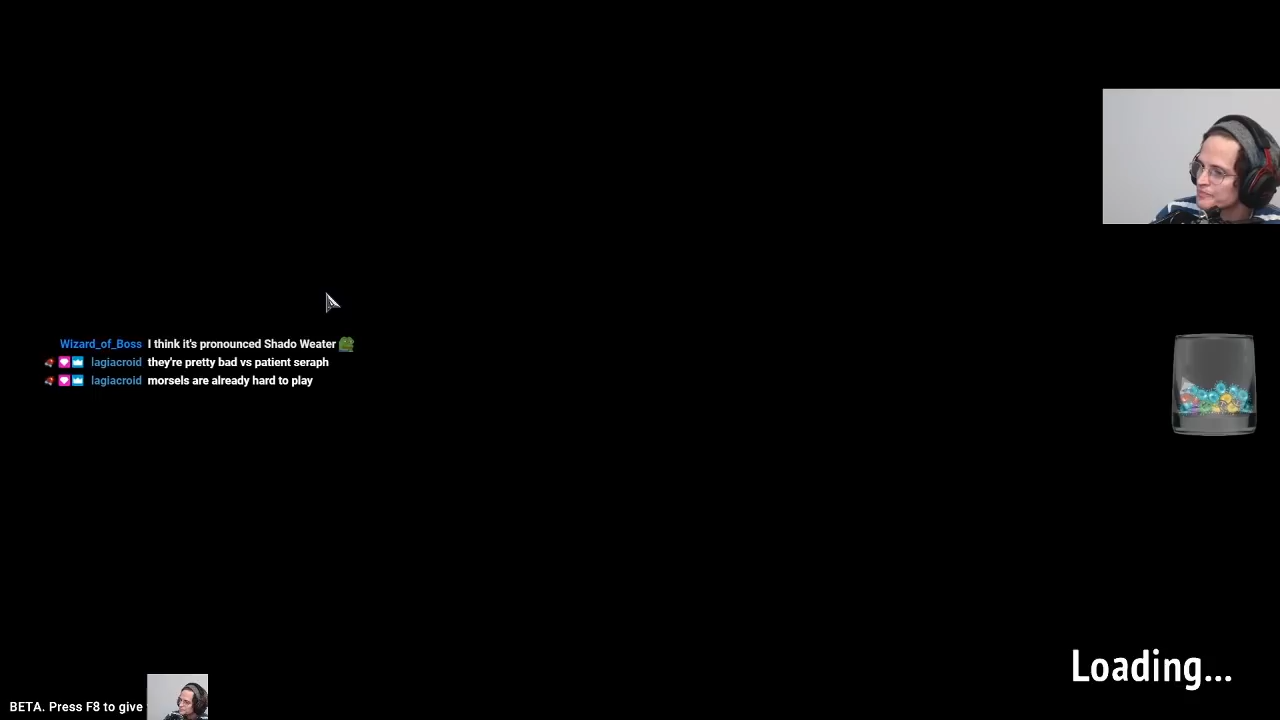 Wizard_of_Boss I think it's pronounced Shado Weater
lagiacroid they're pretty bad vs patient seraph
lagiacroid morsels are already hard to play
Loading...
BETA. Press F8 to give